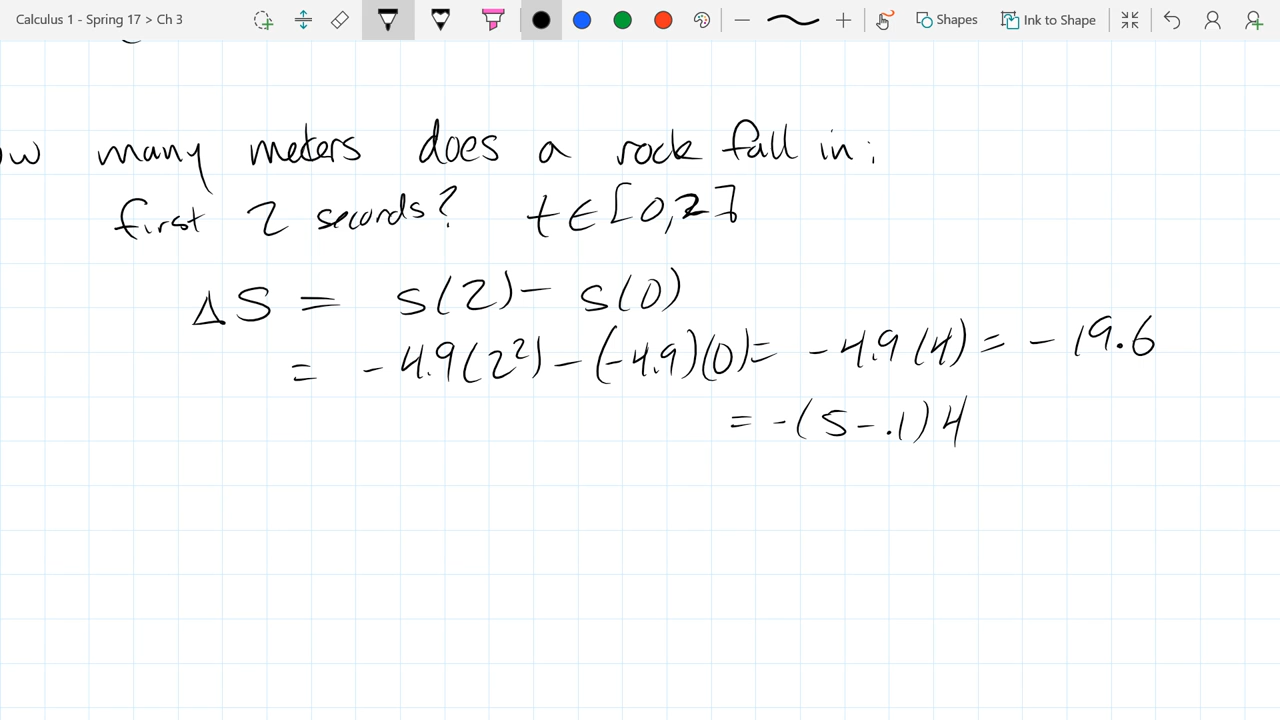 Calculus 1 - Spring 17 > Ch 3
Shapes
Ink to Shape
ow many meters does a rock fall in:
first 2 seconds? t∈[0,2]
ΔS = s(2) - s(0)
= -4.9(2²) - (-4.9)(0) = -4.9(4) = -19.6
= -(5-.1)4